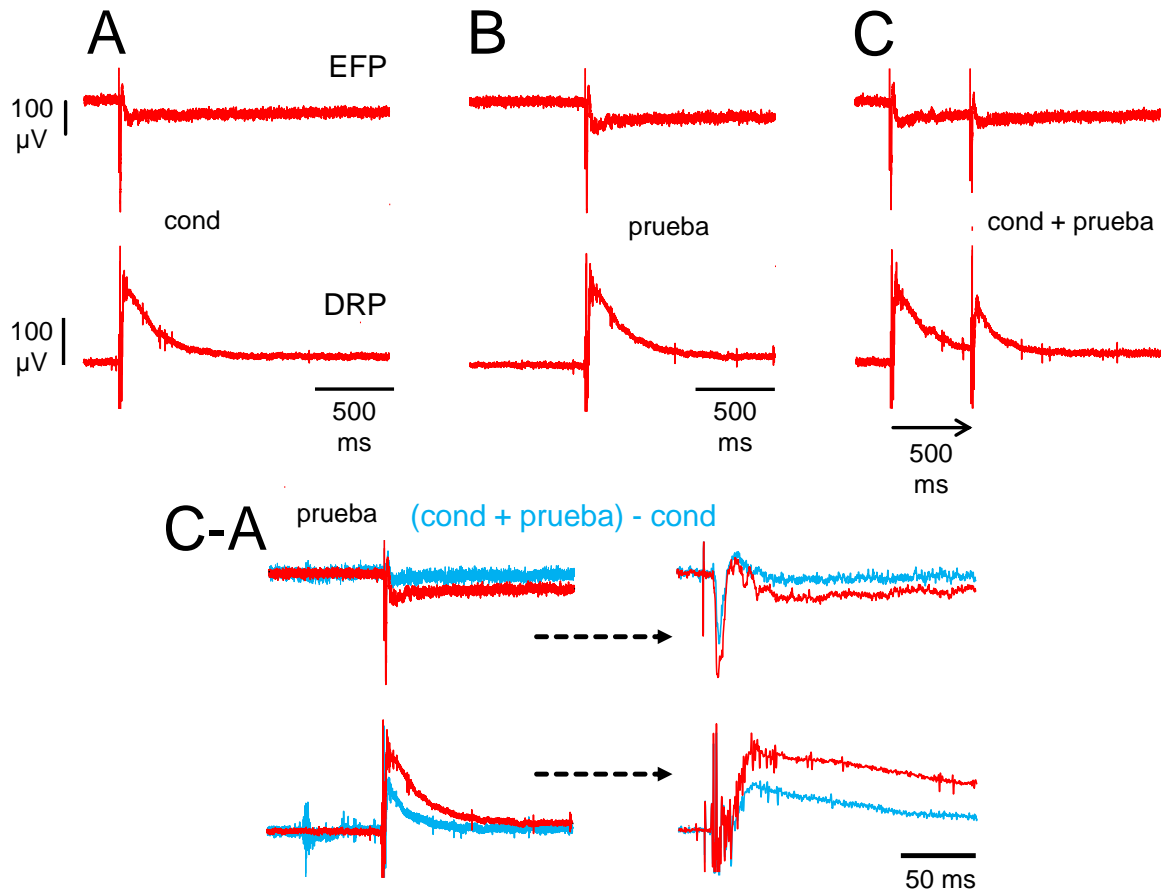 A
B
C
EFP
100
µV
cond
prueba
cond + prueba
DRP
100
µV
500
ms
500
ms
500
ms
C-A
prueba
(cond + prueba) - cond
50 ms